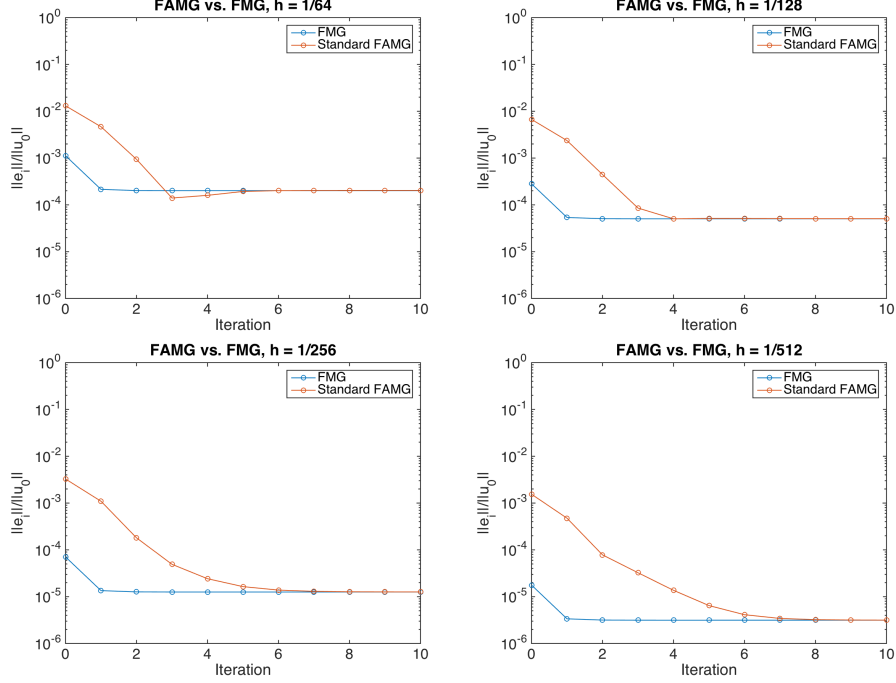 FAMG vs. FMG, h = 1/64
10^0
10^-1
10^-2
10^-3
10^-4
10^-5
10^-6
||e_i||/||u_0||
0 2 4 6 8 10
Iteration
FMG
Standard FAMG
FAMG vs. FMG, h = 1/128
10^0
10^-1
10^-2
10^-3
10^-4
10^-5
10^-6
||e_i||/||u_0||
0 2 4 6 8 10
Iteration
FMG
Standard FAMG
FAMG vs. FMG, h = 1/256
10^0
10^-1
10^-2
10^-3
10^-4
10^-5
10^-6
||e_i||/||u_0||
0 2 4 6 8 10
Iteration
FMG
Standard FAMG
FAMG vs. FMG, h = 1/512
10^0
10^-1
10^-2
10^-3
10^-4
10^-5
10^-6
||e_i||/||u_0||
0 2 4 6 8 10
Iteration
FMG
Standard FAMG